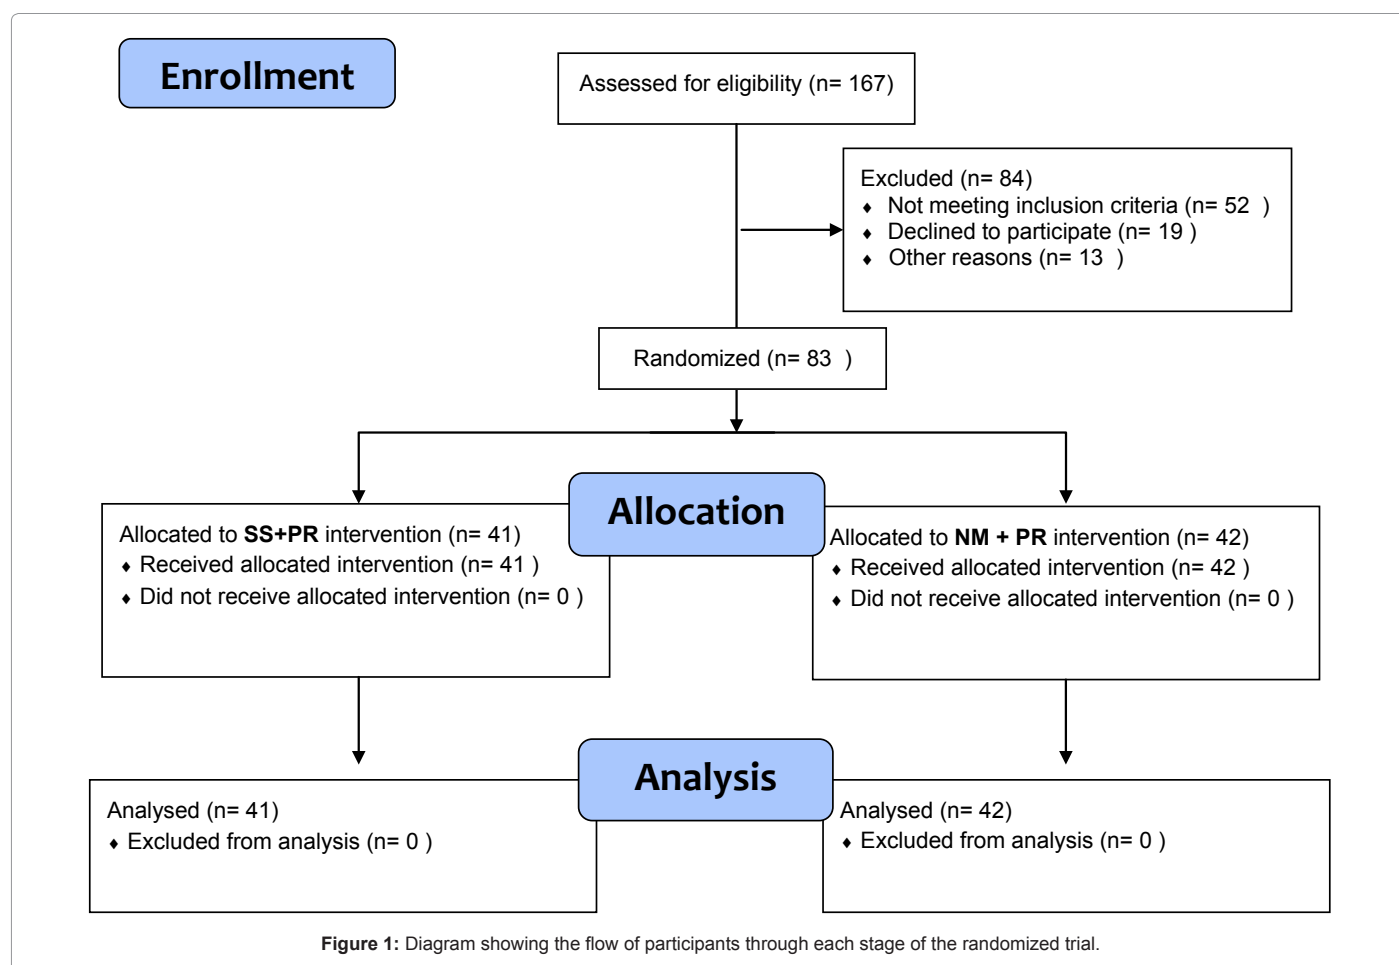 Enrollment
Assessed for eligibility (n= 167)
Excluded (n= 84)
♦ Not meeting inclusion criteria (n= 52 )
♦ Declined to participate (n= 19 )
♦ Other reasons (n= 13 )
Randomized (n= 83 )
Allocation
Allocated to SS+PR intervention (n= 41)
♦ Received allocated intervention (n= 41 )
♦ Did not receive allocated intervention (n= 0 )
Allocated to NM + PR intervention (n= 42)
♦ Received allocated intervention (n= 42 )
♦ Did not receive allocated intervention (n= 0 )
Analysis
Analysed (n= 41)
♦ Excluded from analysis (n= 0 )
Analysed (n= 42)
♦ Excluded from analysis (n= 0 )
Figure 1: Diagram showing the flow of participants through each stage of the randomized trial.